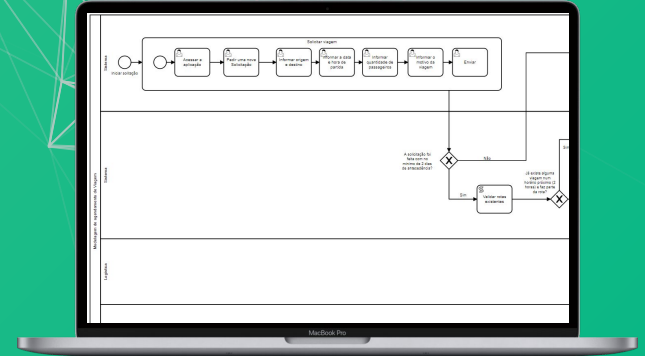 Solicitar viagem
Iniciar
Acessar a
aplicação
Pedir uma nova
Solicitação
Informar origem
e destino
Informar a data
e hora de
partida
Informar
quantidade de
passageiros
Informar o
motivo da
viagem
Enviar
A solicitação foi
feita com no
mínimo de 2 dias
de antecedência?
Não
Sim
Validar rotas
existentes
Já existe alguma
viagem num
horário próximo (2
horas) e faz parte
da rota?
Logística
Modelagem de agendamento de Viagem
MacBook Pro